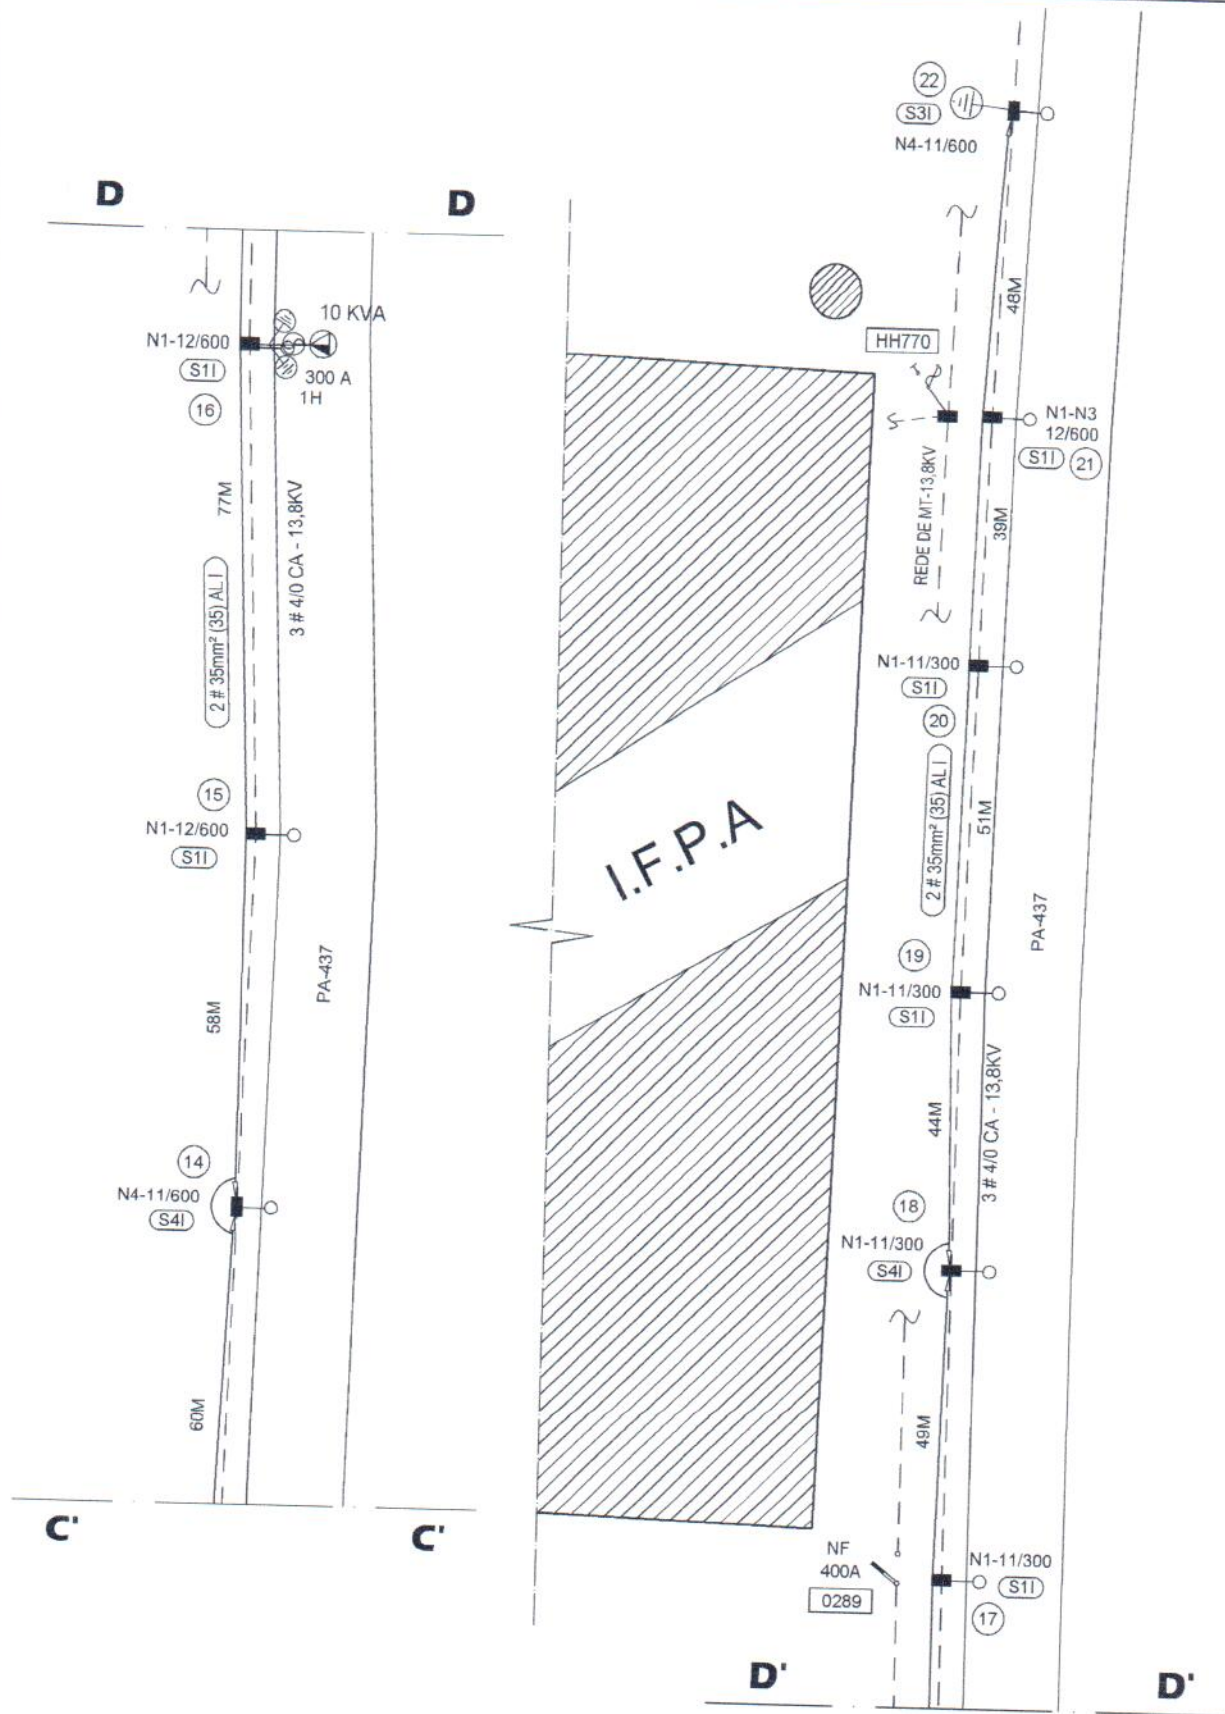 D
D
10 KVA
N1-12/600
S1I
300 A
1H
16
77M
3 # 4/0 CA - 13,8KV
2 # 35mm² (35) AL I
15
N1-12/600
S1I
58M
PA-437
14
N4-11/600
S4I
60M
C'
C'
I.F.P.A
22
S3I
N4-11/600
48M
HH770
N1-N3
12/600
S1I
21
REDE DE MT-13,8KV
39M
N1-11/300
S1I
20
2 # 35mm² (35) AL I
51M
PA-437
19
N1-11/300
S1I
44M
3 # 4/0 CA - 13,8KV
18
N1-11/300
S4I
49M
NF
400A
0289
N1-11/300
S1I
17
D'
D'